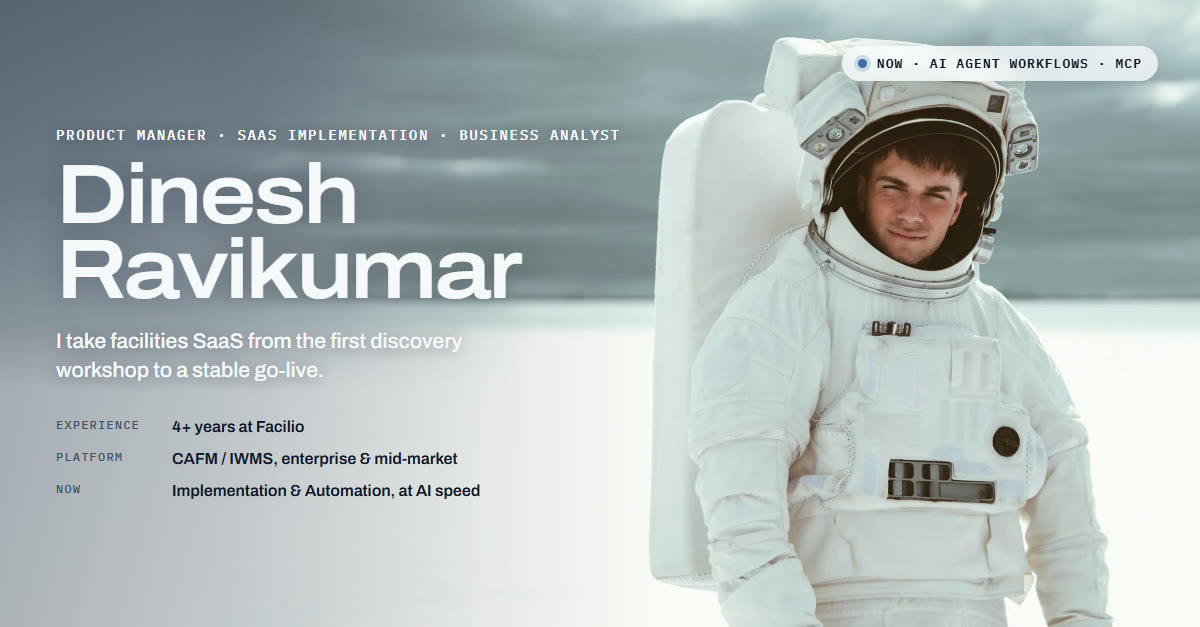 NOW · AI AGENT WORKFLOWS · MCP
PRODUCT MANAGER · SAAS IMPLEMENTATION · BUSINESS ANALYST
Dinesh
Ravikumar
I take facilities SaaS from the first discovery
workshop to a stable go-live.
EXPERIENCE 4+ years at Facilio
PLATFORM CAFM / IWMS, enterprise & mid-market
NOW Implementation & Automation, at AI speed